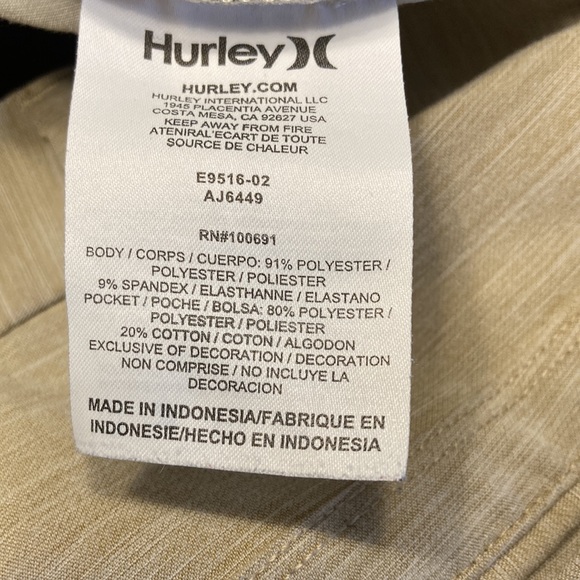 Hurley
HURLEY.COM
HURLEY INTERNATIONAL LLC
1945 PLACENTIA AVENUE
COSTA MESA, CA 92627 USA
KEEP AWAY FROM FIRE
ATENIRAL'ECART DE TOUTE
SOURCE DE CHALEUR
E9516-02
AJ6449
RN#100691
BODY / CORPS / CUERPO: 91% POLYESTER /
POLYESTER / POLIESTER
9% SPANDEX / ELASTHANNE / ELASTANO
POCKET / POCHE / BOLSA: 80% POLYESTER /
POLYESTER / POLIESTER
20% COTTON / COTON / ALGODON
EXCLUSIVE OF DECORATION / DECORATION
NON COMPRISE / NO INCLUYE LA
DECORACION
MADE IN INDONESIA/FABRIQUE EN
INDONESIE/HECHO EN INDONESIA